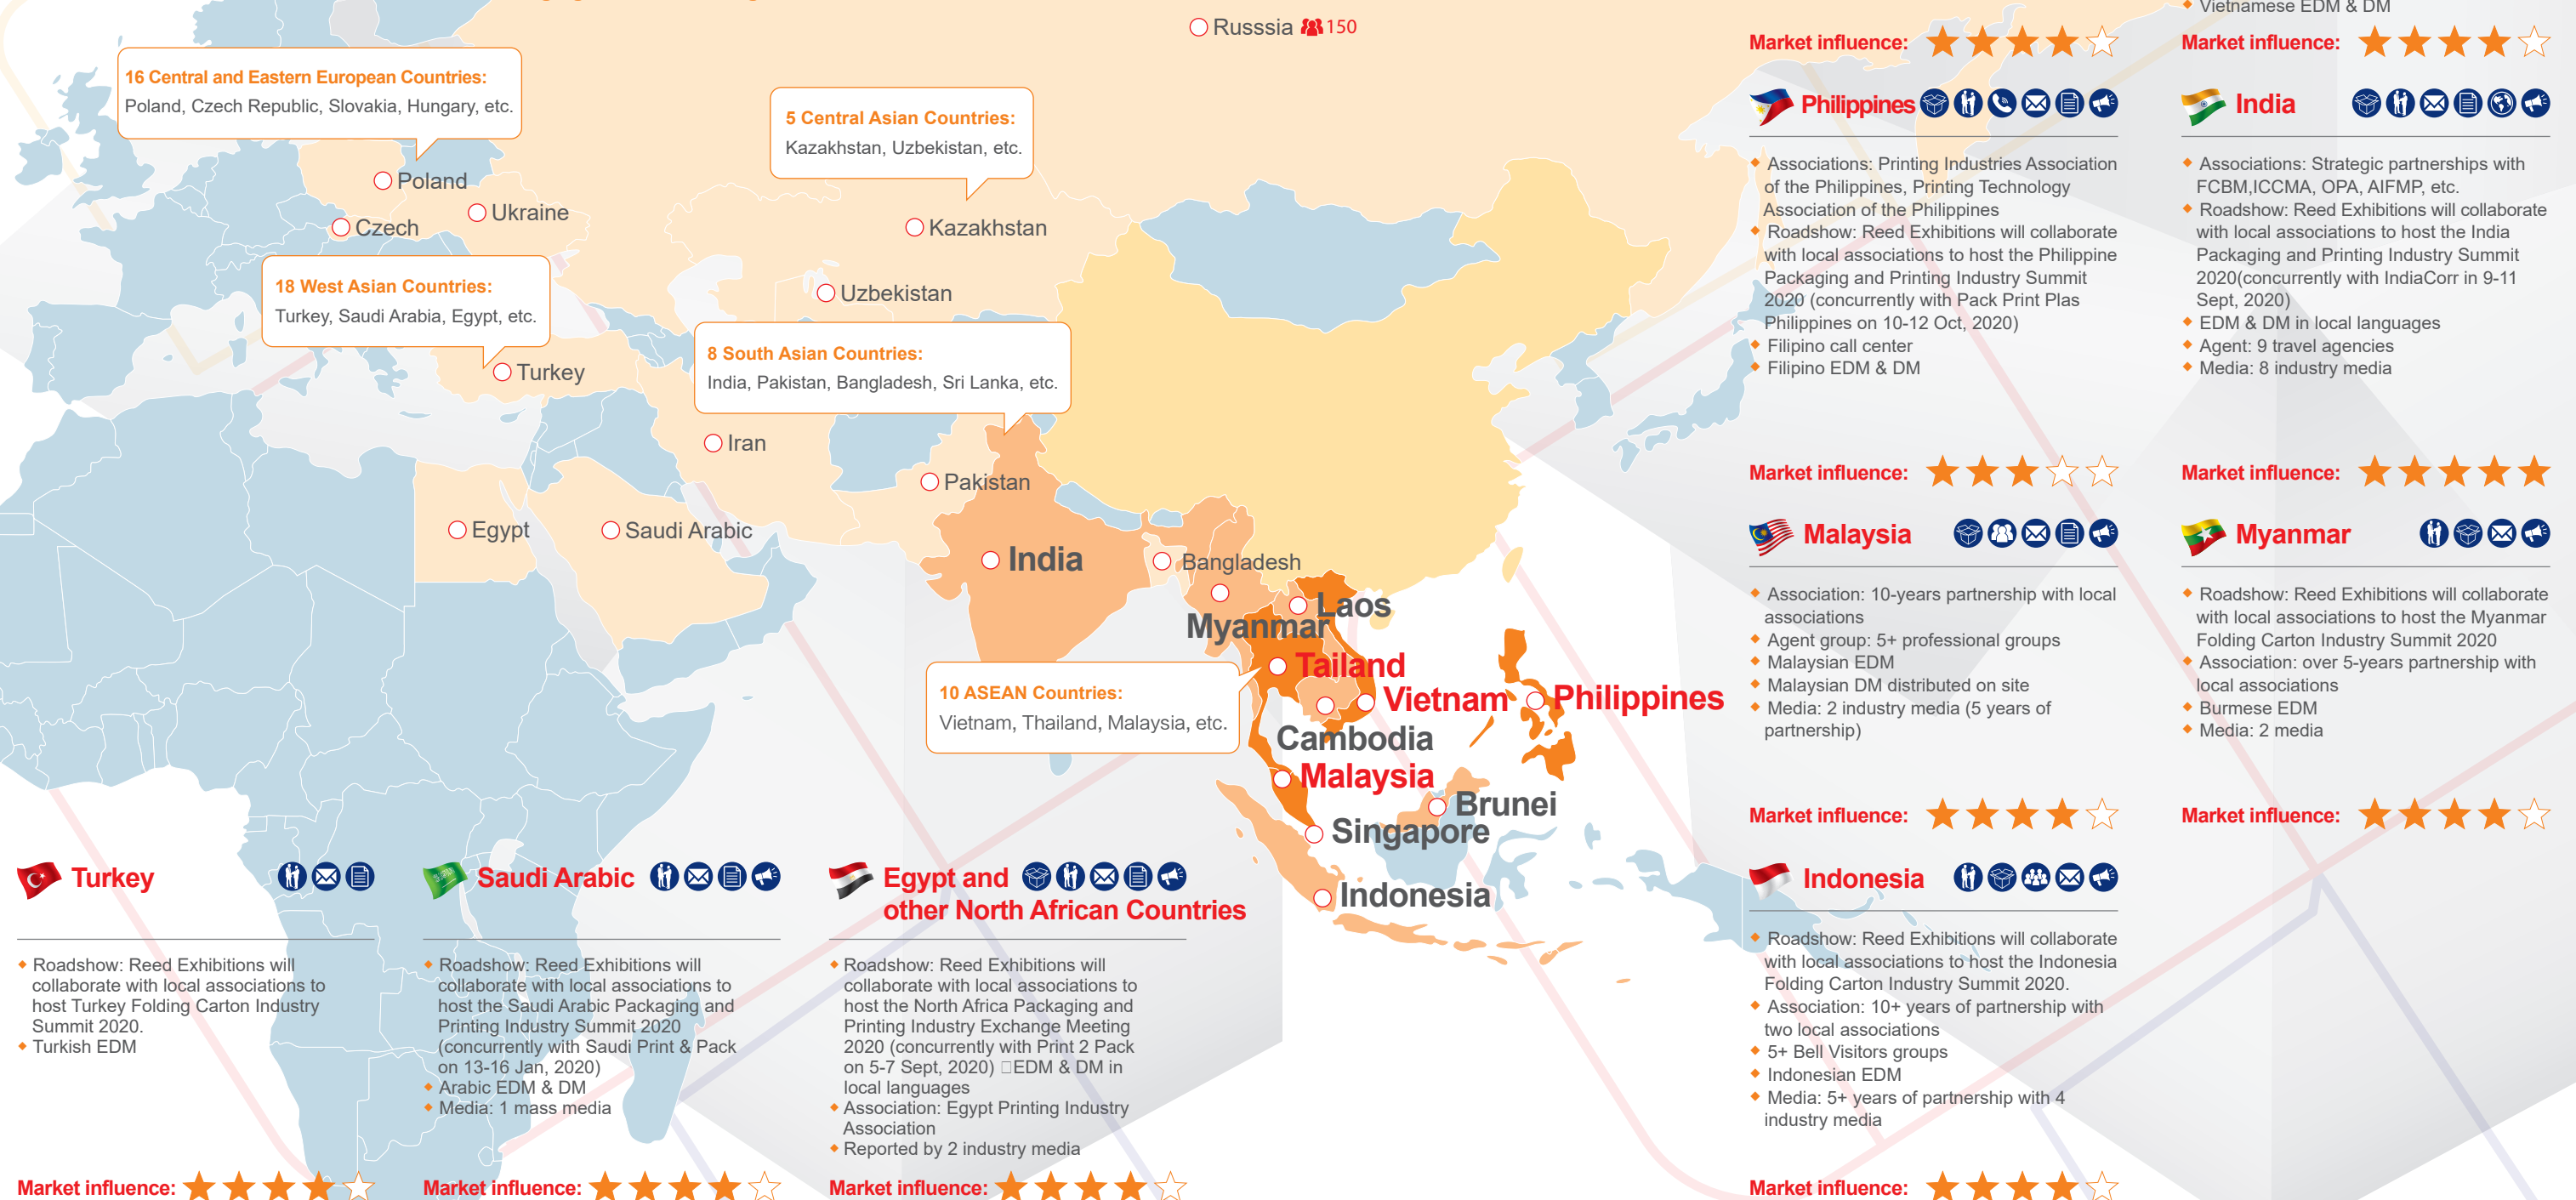 Russsia 150
16 Central and Eastern European Countries:
Poland, Czech Republic, Slovakia, Hungary, etc.
5 Central Asian Countries:
Kazakhstan, Uzbekistan, etc.
Poland
Ukraine
Czech
Kazakhstan
18 West Asian Countries:
Turkey, Saudi Arabia, Egypt, etc.
Uzbekistan
8 South Asian Countries:
India, Pakistan, Bangladesh, Sri Lanka, etc.
Turkey
Iran
Pakistan
Egypt
Saudi Arabic
India
Bangladesh
Laos
Myanmar
Tailand
10 ASEAN Countries:
Vietnam, Thailand, Malaysia, etc.
Vietnam
Philippines
Cambodia
Malaysia
Brunei
Singapore
Indonesia
Turkey
Roadshow: Reed Exhibitions will
collaborate with local associations to
host Turkey Folding Carton Industry
Summit 2020.
Turkish EDM
Market influence:
Saudi Arabic
Roadshow: Reed Exhibitions will
collaborate with local associations to
host the Saudi Arabic Packaging and
Printing Industry Summit 2020
(concurrently with Saudi Print & Pack
on 13-16 Jan, 2020)
Arabic EDM & DM
Media: 1 mass media
Market influence:
Egypt and
other North African Countries
Roadshow: Reed Exhibitions will
collaborate with local associations to
host the North Africa Packaging and
Printing Industry Exchange Meeting
2020 (concurrently with Print 2 Pack
on 5-7 Sept, 2020) □EDM & DM in
local languages
Association: Egypt Printing Industry
Association
Reported by 2 industry media
Market influence:
Market influence:
Philippines
Associations: Printing Industries Association
of the Philippines, Printing Technology
Association of the Philippines
Roadshow: Reed Exhibitions will collaborate
with local associations to host the Philippine
Packaging and Printing Industry Summit
2020 (concurrently with Pack Print Plas
Philippines on 10-12 Oct, 2020)
Filipino call center
Filipino EDM & DM
Market influence:
Malaysia
Association: 10-years partnership with local
associations
Agent group: 5+ professional groups
Malaysian EDM
Malaysian DM distributed on site
Media: 2 industry media (5 years of
partnership)
Market influence:
Indonesia
Roadshow: Reed Exhibitions will collaborate
with local associations to host the Indonesia
Folding Carton Industry Summit 2020.
Association: 10+ years of partnership with
two local associations
5+ Bell Visitors groups
Indonesian EDM
Media: 5+ years of partnership with 4
industry media
Market influence:
Vietnamese EDM & DM
Market influence:
India
Associations: Strategic partnerships with
FCBM,ICCMA, OPA, AIFMP, etc.
Roadshow: Reed Exhibitions will collaborate
with local associations to host the India
Packaging and Printing Industry Summit
2020(concurrently with IndiaCorr in 9-11
Sept, 2020)
EDM & DM in local languages
Agent: 9 travel agencies
Media: 8 industry media
Market influence:
Myanmar
Roadshow: Reed Exhibitions will collaborate
with local associations to host the Myanmar
Folding Carton Industry Summit 2020
Association: over 5-years partnership with
local associations
Burmese EDM
Media: 2 media
Market influence: